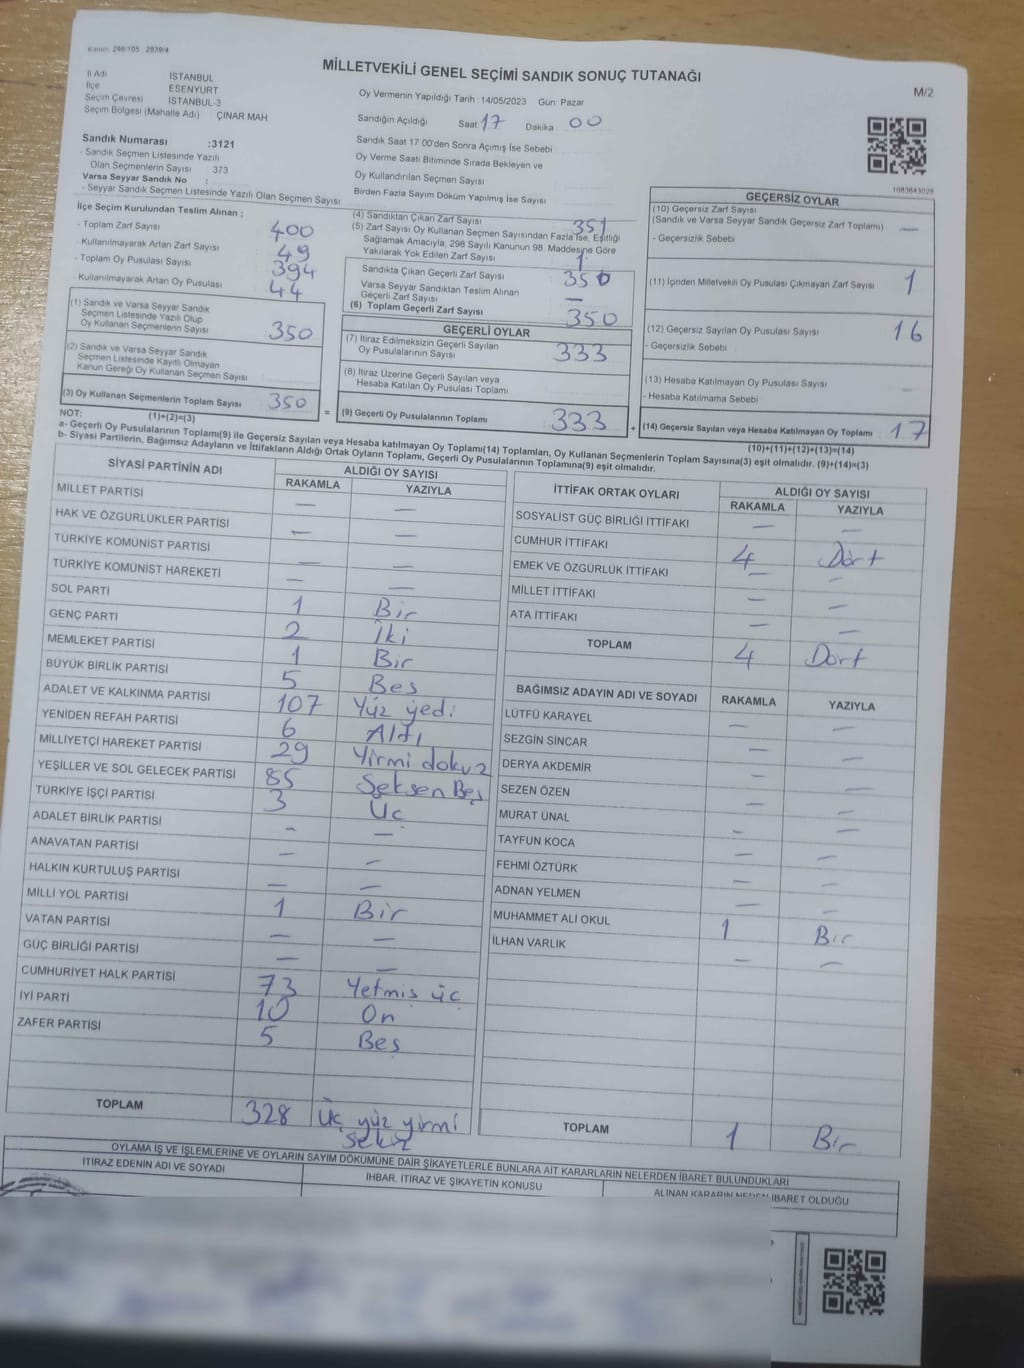 Kanun: 298/105 , 2839/4
MİLLETVEKİLİ GENEL SEÇİMİ SANDIK SONUÇ TUTANAĞI
M/2
İl Adı İSTANBUL
İlçe ESENYURT
Seçim Çevresi İSTANBUL-3
Seçim Bölgesi (Mahalle Adı) ÇINAR MAH.
Oy Vermenin Yapıldığı Tarih :14/05/2023 Gün: Pazar
Sandığın Açıldığı Saat 17 Dakika 00
Sandık Saat 17.00'den Sonra Açımış İse Sebebi
Oy Verme Saati Bitiminde Sırada Bekleyen ve
Oy Kullandırılan Seçmen Sayısı
Birden Fazla Sayım Döküm Yapılmış İse Sayısı
Sandık Numarası :3121
- Sandık Seçmen Listesinde Yazılı
Olan Seçmenlerin Sayısı 373
Varsa Seyyar Sandık No :
- Seyyar Sandık Seçmen Listesinde Yazılı Olan Seçmen Sayısı
İlçe Seçim Kurulundan Teslim Alınan ;
- Toplam Zarf Sayısı 400
- Kullanılmayarak Artan Zarf Sayısı 49
- Toplam Oy Pusulası Sayısı 394
Kullanılmayarak Artan Oy Pusulası 44
(1) Sandık ve Varsa Seyyar Sandık
Seçmen Listesinde Yazılı Olup
Oy Kullanan Seçmenlerin Sayısı 350
(2) Sandık ve Varsa Seyyar Sandık
Seçmen Listesinde Kayıtlı Olmayan
Kanun Gereği Oy Kullanan Seçmen Sayısı
(3) Oy Kullanan Seçmenlerin Toplam Sayısı 350 =
(1)+(2)=(3)
(4) Sandıktan Çıkan Zarf Sayısı 351
(5) Zarf Sayısı Oy Kullanan Seçmen Sayısından Fazla İse, Eşitliği
Sağlamak Amacıyla, 298 Sayılı Kanunun 98. Maddesine Göre
Yakılarak Yok Edilen Zarf Sayısı 1
Sandıkta Çıkan Geçerli Zarf Sayısı 350
Varsa Seyyar Sandıktan Teslim Alınan
Geçerli Zarf Sayısı —
(6) Toplam Geçerli Zarf Sayısı 350
GEÇERLİ OYLAR
(7) İtiraz Edilmeksizin Geçerli Sayılan
Oy Pusulalarının Sayısı 333
(8) İtiraz Üzerine Geçerli Sayılan veya
Hesaba Katılan Oy Pusulası Toplamı
(9) Geçerli Oy Pusulalarının Toplamı 333 +
1083643026
GEÇERSİZ OYLAR
(10) Geçersiz Zarf Sayısı
(Sandık ve Varsa Seyyar Sandık Geçersiz Zarf Toplamı) —
- Geçersizlik Sebebi
(11) İçinden Milletvekili Oy Pusulası Çıkmayan Zarf Sayısı 1
(12) Geçersiz Sayılan Oy Pusulası Sayısı 16
- Geçersizlik Sebebi
(13) Hesaba Katılmayan Oy Pusulası Sayısı —
- Hesaba Katılmama Sebebi
(14) Geçersiz Sayılan veya Hesaba Katılmayan Oy Toplamı 17
(10)+(11)+(12)+(13)=(14)
NOT:
a- Geçerli Oy Pusulalarının Toplamı(9) ile Geçersiz Sayılan veya Hesaba katılmayan Oy Toplamı(14) Toplamları, Oy Kullanan Seçmenlerin Toplam Sayısına(3) eşit olmalıdır. (9)+(14)=(3)
b- Siyasi Partilerin, Bağımsız Adayların ve İttifakların Aldığı Ortak Oyların Toplamı, Geçerli Oy Pusulalarının Toplamına(9) eşit olmalıdır.
SİYASİ PARTİNİN ADI ALDIĞI OY SAYISI
RAKAMLA YAZIYLA
MİLLET PARTİSİ — —
HAK VE ÖZGÜRLÜKLER PARTİSİ — —
TÜRKİYE KOMÜNİST PARTİSİ — —
TÜRKİYE KOMÜNİST HAREKETİ — —
SOL PARTİ 1 Bir
GENÇ PARTİ 2 İki
MEMLEKET PARTİSİ 1 Bir
BÜYÜK BİRLİK PARTİSİ 5 Beş
ADALET VE KALKINMA PARTİSİ 107 Yüz yedi
YENİDEN REFAH PARTİSİ 6 Altı
MİLLİYETÇİ HAREKET PARTİSİ 29 Yirmi dokuz
YEŞİLLER VE SOL GELECEK PARTİSİ 85 Seksen Beş
TÜRKİYE İŞÇİ PARTİSİ 3 Üç
ADALET BİRLİK PARTİSİ — —
ANAVATAN PARTİSİ — —
HALKIN KURTULUŞ PARTİSİ — —
MİLLİ YOL PARTİSİ 1 Bir
VATAN PARTİSİ — —
GÜÇ BİRLİĞİ PARTİSİ — —
CUMHURİYET HALK PARTİSİ 73 Yetmiş üç
İYİ PARTİ 10 On
ZAFER PARTİSİ 5 Beş
TOPLAM 328 Üç yüz yirmi
sekiz
İTTİFAK ORTAK OYLARI ALDIĞI OY SAYISI
RAKAMLA YAZIYLA
SOSYALİST GÜÇ BİRLİĞİ İTTİFAKI — —
CUMHUR İTTİFAKI 4 Dört
EMEK VE ÖZGÜRLÜK İTTİFAKI — —
MİLLET İTTİFAKI — —
ATA İTTİFAKI — —
TOPLAM 4 Dört
BAĞIMSIZ ADAYIN ADI VE SOYADI RAKAMLA YAZIYLA
LÜTFÜ KARAYEL — —
SEZGİN SİNCAR — —
DERYA AKDEMİR — —
SEZEN ÖZEN — —
MURAT ÜNAL — —
TAYFUN KOCA — —
FEHMİ ÖZTÜRK — —
ADNAN YELMEN — —
MUHAMMET ALİ OKUL 1 Bir
İLHAN VARLIK — —
TOPLAM 1 Bir
OYLAMA İŞ VE İŞLEMLERİNE VE OYLARIN SAYIM DÖKÜMÜNE DAİR ŞİKAYETLERLE BUNLARA AİT KARARLARIN NELERDEN İBARET BULUNDUKLARI
İTİRAZ EDENİN ADI VE SOYADI İHBAR, İTİRAZ VE ŞİKAYETİN KONUSU ALINAN KARARIN NEDEN İBARET OLDUĞU